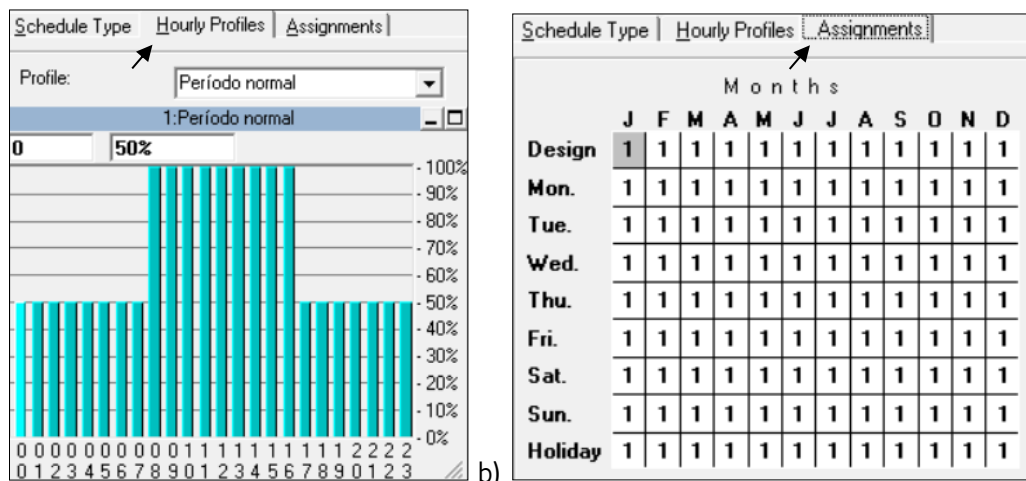 Schedule Type Hourly Profiles Assignments
Profile: Período normal
1:Período normal
0 50%
100%
90%
80%
70%
60%
50%
40%
30%
20%
10%
0%
0 0 0 0 0 0 0 0 0 0 1 1 1 1 1 1 1 1 1 1 2 2 2 2
0 1 2 3 4 5 6 7 8 9 0 1 2 3 4 5 6 7 8 9 0 1 2 3
b)
Schedule Type Hourly Profiles Assignments
Months
J F M A M J J A S O N D
Design 1 1 1 1 1 1 1 1 1 1 1 1
Mon. 1 1 1 1 1 1 1 1 1 1 1 1
Tue. 1 1 1 1 1 1 1 1 1 1 1 1
Wed. 1 1 1 1 1 1 1 1 1 1 1 1
Thu. 1 1 1 1 1 1 1 1 1 1 1 1
Fri. 1 1 1 1 1 1 1 1 1 1 1 1
Sat. 1 1 1 1 1 1 1 1 1 1 1 1
Sun. 1 1 1 1 1 1 1 1 1 1 1 1
Holiday 1 1 1 1 1 1 1 1 1 1 1 1